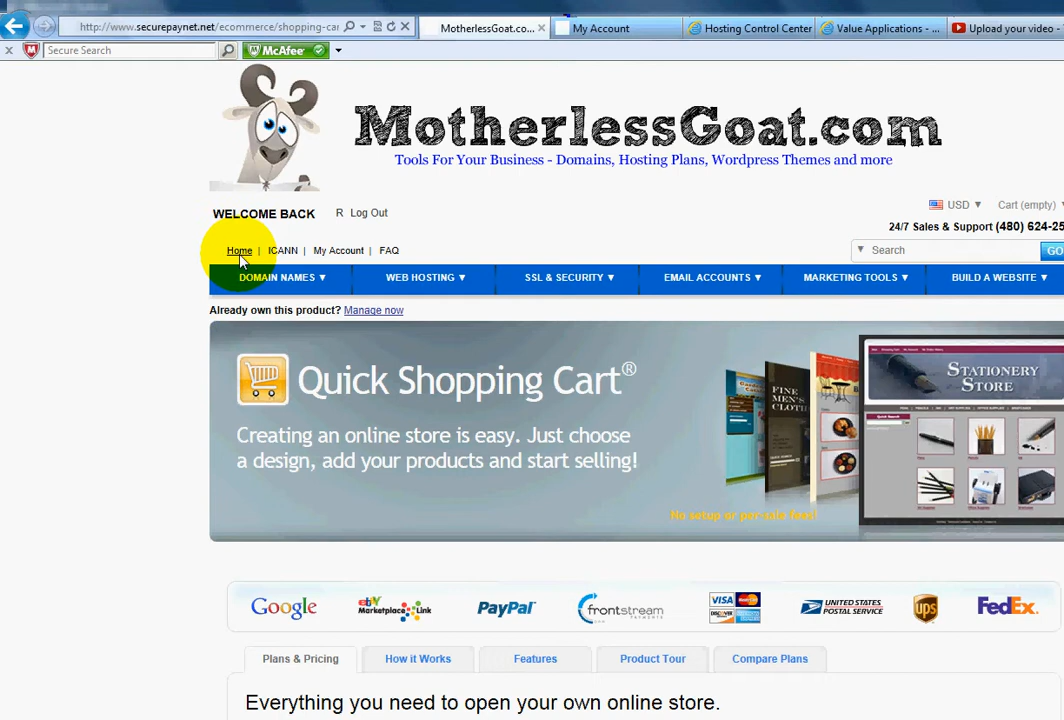 http://www.securepaynet.net/ecommerce/shopping-car
MotherlessGoat.co...
My Account
Hosting Control Center
Value Applications - ...
Upload your video -
Secure Search
McAfee
MotherlessGoat.com
Tools For Your Business - Domains, Hosting Plans, Wordpress Themes and more
WELCOME BACK R Log Out
USD Cart (empty)
24/7 Sales & Support (480) 624-25
Home | ICANN | My Account | FAQ
Search GO
DOMAIN NAMES WEB HOSTING SSL & SECURITY EMAIL ACCOUNTS MARKETING TOOLS BUILD A WEBSITE
Already own this product? Manage now
Quick Shopping Cart®
Creating an online store is easy. Just choose
a design, add your products and start selling!
STATIONERY
STORE
FINE
MEN'S
No setup or per-sale fees!
Google ebY Marketplace Link PayPal frontstream PAYMENTS VISA DISCOVER UNITED STATES POSTAL SERVICE ups FedEx
Plans & Pricing How it Works Features Product Tour Compare Plans
Everything you need to open your own online store.